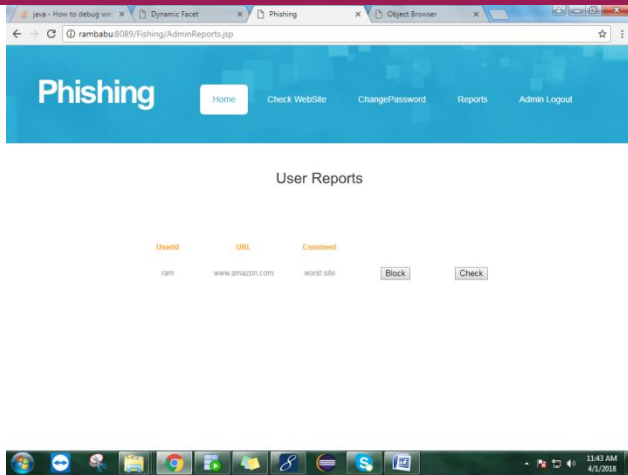 java - How to debug wel
Dynamic Facet
Phishing
Object Browser
rambabu:8089/Fishing/AdminReports.jsp
Phishing
Home Check WebSite ChangePassword Reports Admin Logout
User Reports
UserId URL Comment
ram www.amazon.com worst site Block Check
11:43 AM
4/1/2018